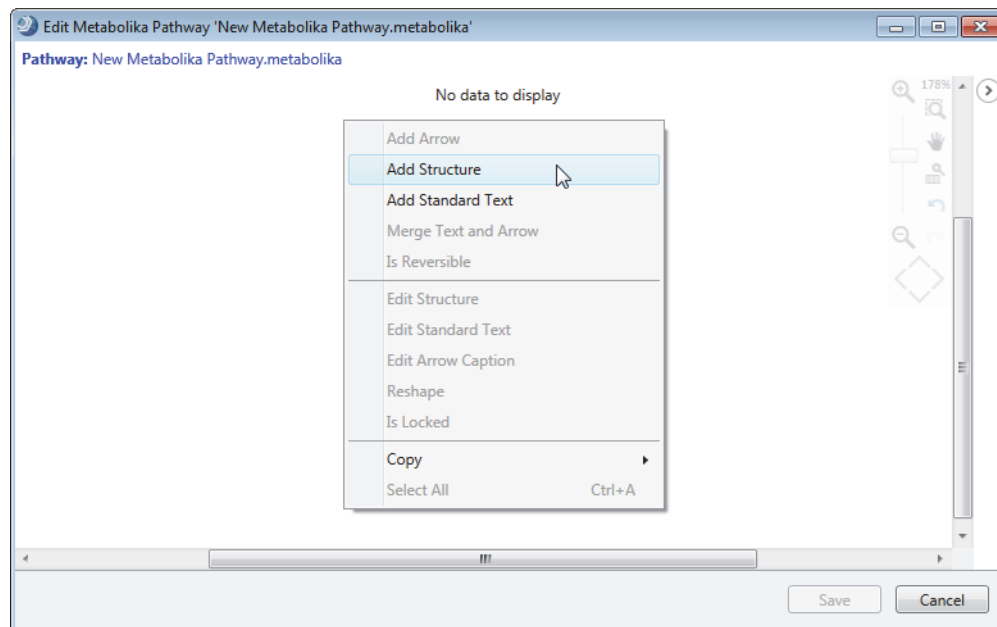 Edit Metabolika Pathway 'New Metabolika Pathway.metabolika'
Pathway: New Metabolika Pathway.metabolika
No data to display
178%
Add Arrow
Add Structure
Add Standard Text
Merge Text and Arrow
Is Reversible
Edit Structure
Edit Standard Text
Edit Arrow Caption
Reshape
Is Locked
Copy
Select All Ctrl+A
Save Cancel